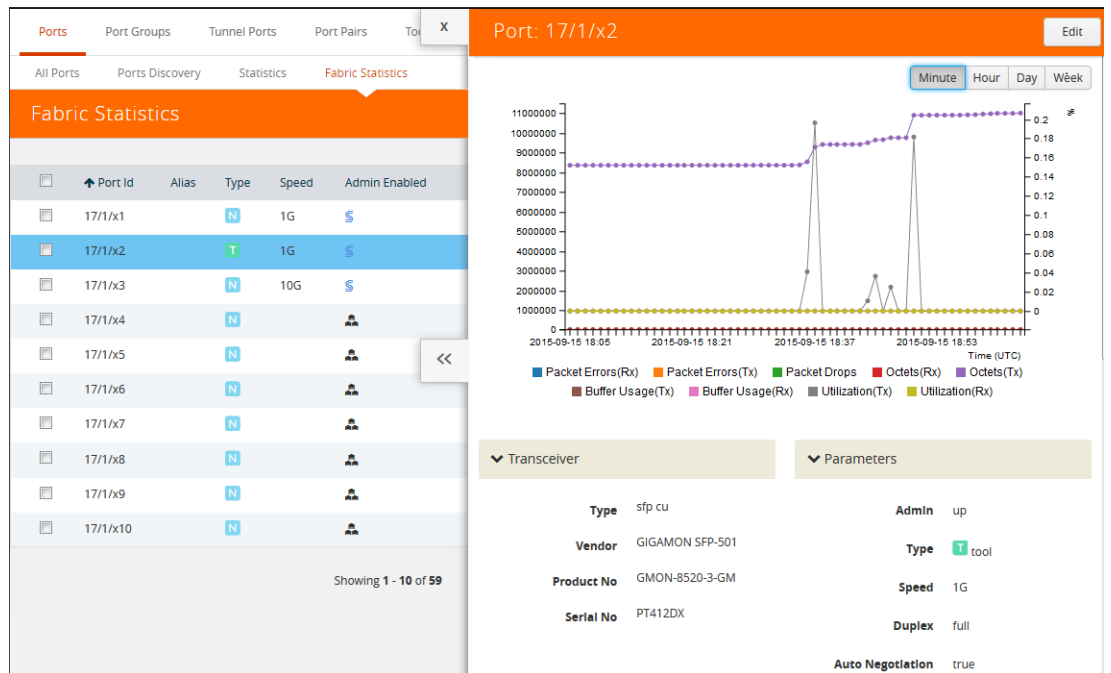 Ports Port Groups Tunnel Ports Port Pairs
All Ports Ports Discovery Statistics Fabric Statistics
Fabric Statistics
Port Id Alias Type Speed Admin Enabled
17/1/x1 N 1G
17/1/x2 T 1G
17/1/x3 N 10G
17/1/x4 N
17/1/x5 N
17/1/x6 N
17/1/x7 N
17/1/x8 N
17/1/x9 N
17/1/x10 N
Showing 1 - 10 of 59
X
<<
Port: 17/1/x2
Edit
Minute Hour Day Week
11000000
10000000
9000000
8000000
7000000
6000000
5000000
4000000
3000000
2000000
1000000
0
%
0.2
0.18
0.16
0.14
0.12
0.1
0.08
0.06
0.04
0.02
0
2015-09-15 18:05 2015-09-15 18:21 2015-09-15 18:37 2015-09-15 18:53
Time (UTC)
Packet Errors(Rx) Packet Errors(Tx) Packet Drops Octets(Rx) Octets(Tx)
Buffer Usage(Tx) Buffer Usage(Rx) Utilization(Tx) Utilization(Rx)
Transceiver
Type sfp cu
Vendor GIGAMON SFP-501
Product No GMON-8520-3-GM
Serial No PT412DX
Parameters
Admin up
Type T tool
Speed 1G
Duplex full
Auto Negotiation true